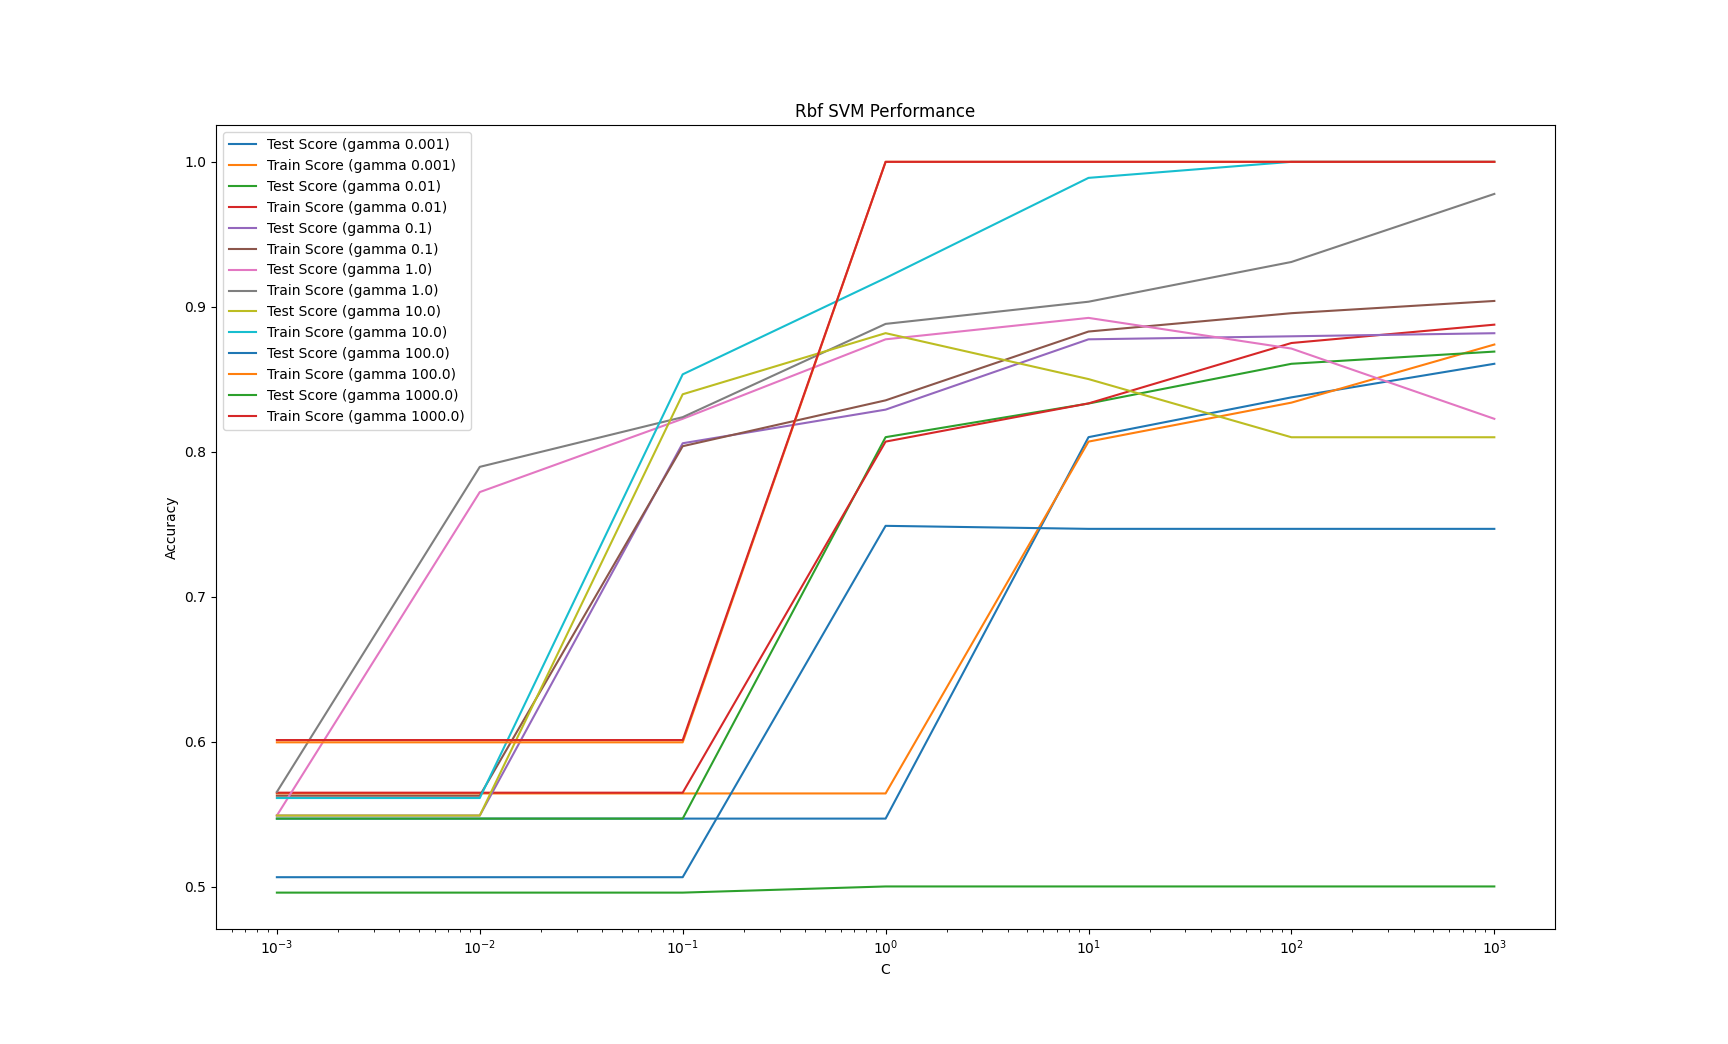 Rbf SVM Performance
Test Score (gamma 0.001)
Train Score (gamma 0.001)
Test Score (gamma 0.01)
Train Score (gamma 0.01)
Test Score (gamma 0.1)
Train Score (gamma 0.1)
Test Score (gamma 1.0)
Train Score (gamma 1.0)
Test Score (gamma 10.0)
Train Score (gamma 10.0)
Test Score (gamma 100.0)
Train Score (gamma 100.0)
Test Score (gamma 1000.0)
Train Score (gamma 1000.0)
1.0
0.9
0.8
0.7
0.6
0.5
Accuracy
10⁻³ 10⁻² 10⁻¹ 10⁰ 10¹ 10² 10³
C